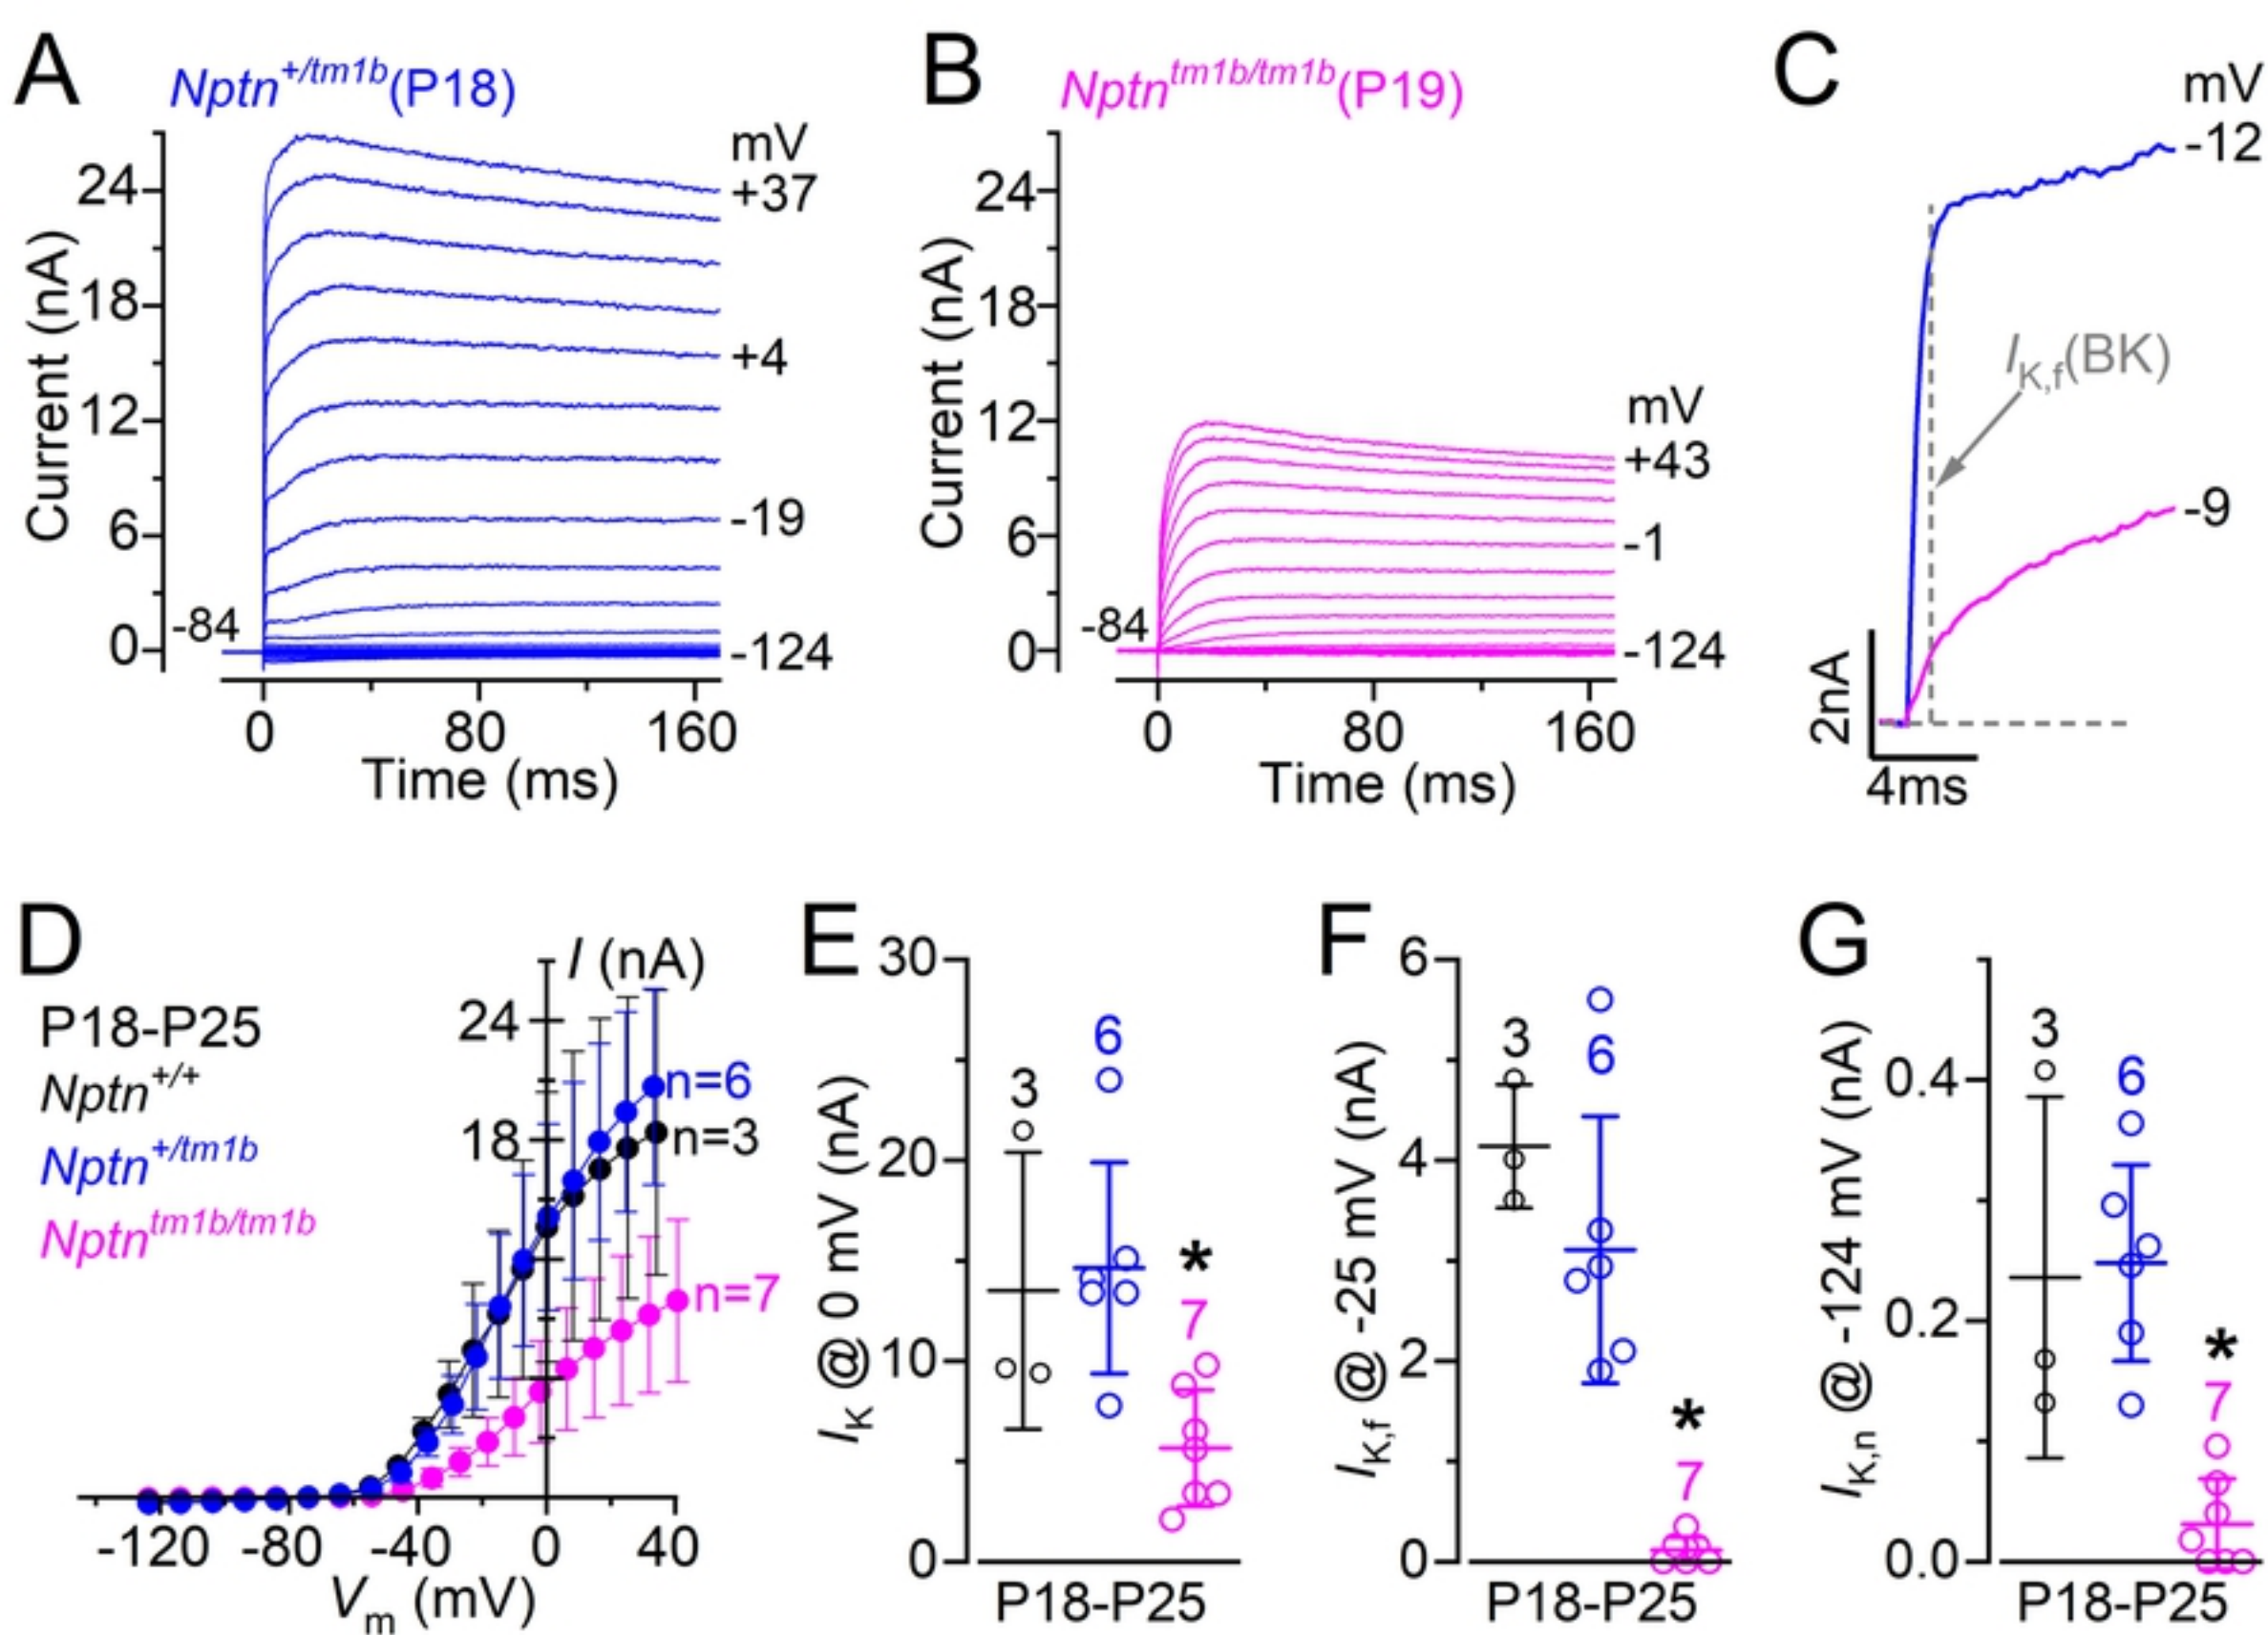 A
Nptn+/tm1b(P18)
mV
24
+37
18
+4
12
-19
6
-84
0
-124
Current (nA)
0 80 160
Time (ms)
B
Nptntm1b/tm1b(P19)
24
18
12
mV
+43
6
-1
-84
0
-124
Current (nA)
0 80 160
Time (ms)
C
mV
-12
IK,f(BK)
-9
2nA
4ms
D
I (nA)
P18-P25
24
Nptn+/+
n=6
18
n=3
Nptn+/tm1b
Nptntm1b/tm1b
n=7
-120 -80 -40 0 40
Vm (mV)
E
30
6
3
20
*
7
10
0
IK @ 0 mV (nA)
P18-P25
F
6
3
6
4
2
*
7
0
IK,f @ -25 mV (nA)
P18-P25
G
3
0.4
6
0.2
*
7
0.0
IK,n @ -124 mV (nA)
P18-P25